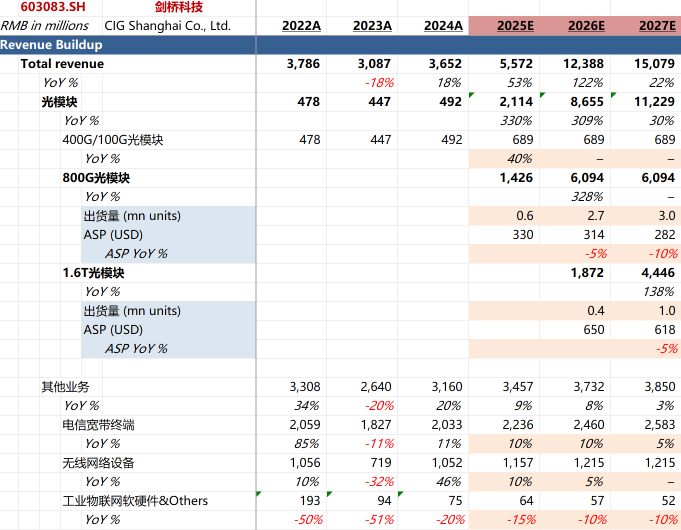 603083.SH 剑桥科技
RMB in millions CIG Shanghai Co., Ltd. 2022A 2023A 2024A 2025E 2026E 2027E
Revenue Buildup
Total revenue 3,786 3,087 3,652 5,572 12,388 15,079
YoY % -18% 18% 53% 122% 22%
光模块 478 447 492 2,114 8,655 11,229
YoY % 330% 309% 30%
400G/100G光模块 478 447 492 689 689 689
YoY % 40% – –
800G光模块 1,426 6,094 6,094
YoY % 328% –
出货量 (mn units) 0.6 2.7 3.0
ASP (USD) 330 314 282
ASP YoY % -5% -10%
1.6T光模块 1,872 4,446
YoY % 138%
出货量 (mn units) 0.4 1.0
ASP (USD) 650 618
ASP YoY % -5%
其他业务 3,308 2,640 3,160 3,457 3,732 3,850
YoY % 34% -20% 20% 9% 8% 3%
电信宽带终端 2,059 1,827 2,033 2,236 2,460 2,583
YoY % 85% -11% 11% 10% 10% 5%
无线网络设备 1,056 719 1,052 1,157 1,215 1,215
YoY % 10% -32% 46% 10% 5% –
工业物联网软硬件&Others 193 94 75 64 57 52
YoY % -50% -51% -20% -15% -10% -10%